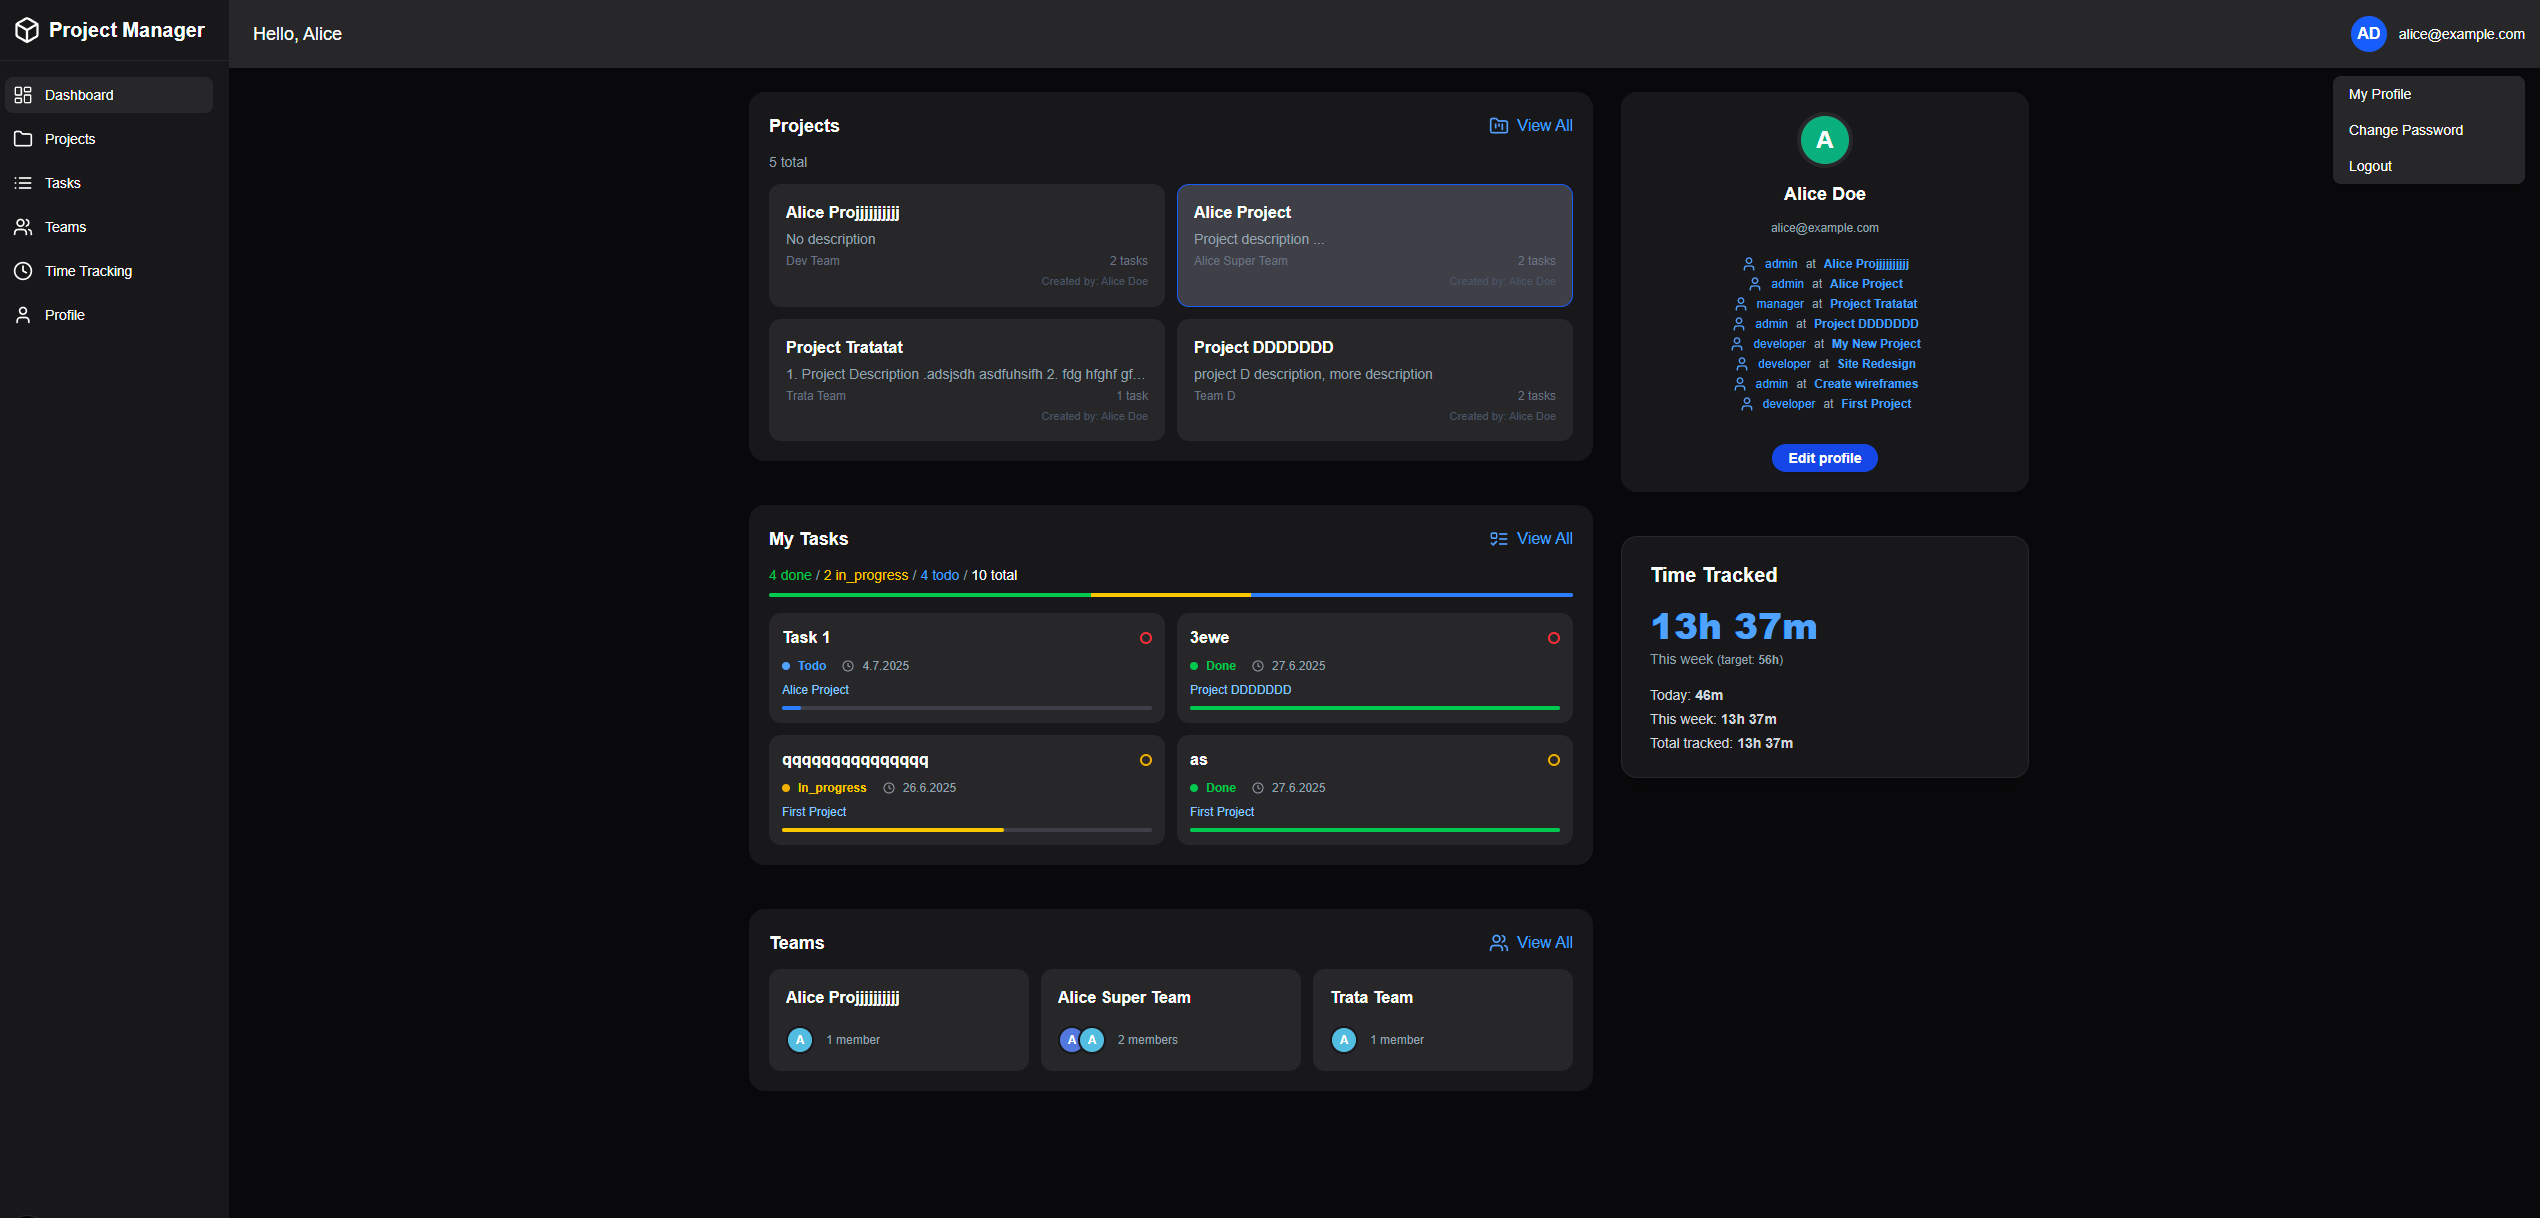 Project Manager
Dashboard
Projects
Tasks
Teams
Time Tracking
Profile
Hello, Alice
AD alice@example.com
My Profile
Change Password
Logout
Projects View All
5 total
Alice Projjjjjjjjjj
No description
Dev Team 2 tasks
Created by: Alice Doe
Alice Project
Project description ...
Alice Super Team 2 tasks
Created by: Alice Doe
Project Tratatat
1. Project Description .adsjsdh asdfuhsifh 2. fdg hfghf gf...
Trata Team 1 task
Created by: Alice Doe
Project DDDDDDD
project D description, more description
Team D 2 tasks
Created by: Alice Doe
My Tasks View All
4 done / 2 in_progress / 4 todo / 10 total
Task 1
Todo 4.7.2025
Alice Project
3ewe
Done 27.6.2025
Project DDDDDDD
qqqqqqqqqqqqqqq
In_progress 26.6.2025
First Project
as
Done 27.6.2025
First Project
Teams View All
Alice Projjjjjjjjjj
A 1 member
Alice Super Team
A A 2 members
Trata Team
A 1 member
A
Alice Doe
alice@example.com
admin at Alice Projjjjjjjjjj
admin at Alice Project
manager at Project Tratatat
admin at Project DDDDDDD
developer at My New Project
developer at Site Redesign
admin at Create wireframes
developer at First Project
Edit profile
Time Tracked
13h 37m
This week (target: 56h)
Today: 46m
This week: 13h 37m
Total tracked: 13h 37m